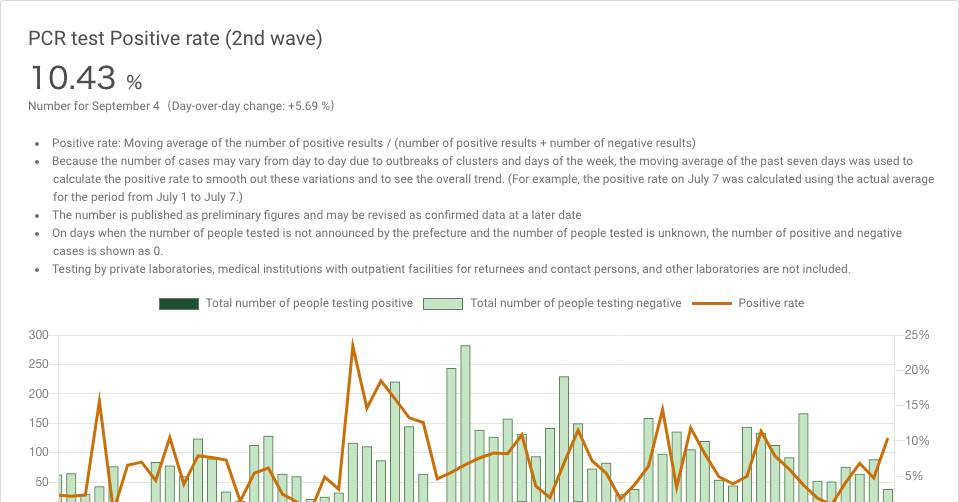 PCR test Positive rate (2nd wave)
10.43 %
Number for September 4 (Day-over-day change: +5.69 %)
• Positive rate: Moving average of the number of positive results / (number of positive results + number of negative results)
• Because the number of cases may vary from day to day due to outbreaks of clusters and days of the week, the moving average of the past seven days was used to
calculate the positive rate to smooth out these variations and to see the overall trend. (For example, the positive rate on July 7 was calculated using the actual average
for the period from July 1 to July 7.)
• The number is published as preliminary figures and may be revised as confirmed data at a later date
• On days when the number of people tested is not announced by the prefecture and the number of people tested is unknown, the number of positive and negative
cases is shown as 0.
• Testing by private laboratories, medical institutions with outpatient facilities for returnees and contact persons, and other laboratories are not included.
Total number of people testing positive Total number of people testing negative Positive rate
300 25%
250 20%
200 15%
150 10%
100 5%
50